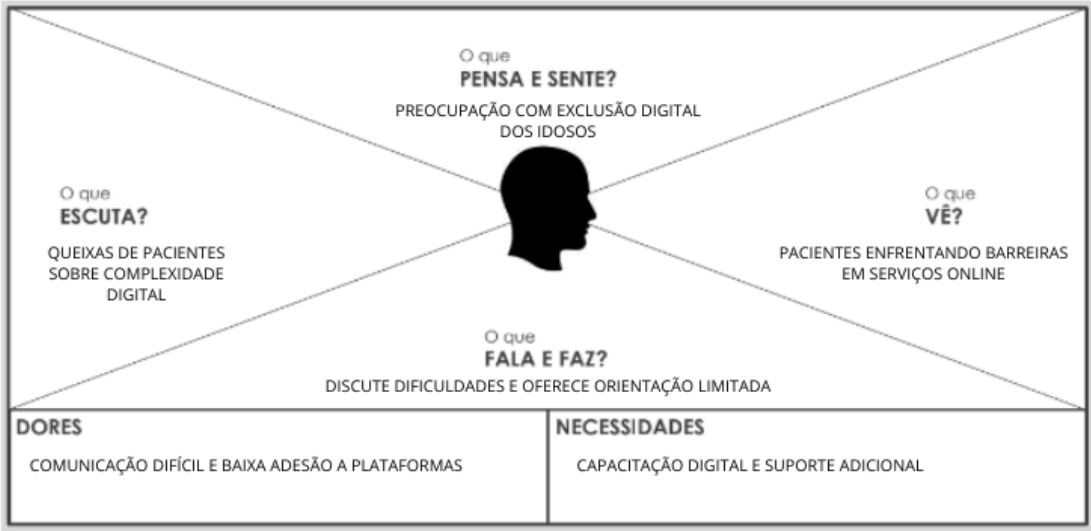 O que
PENSA E SENTE?
PREOCUPAÇÃO COM EXCLUSÃO DIGITAL
DOS IDOSOS
O que
ESCUTA?
QUEIXAS DE PACIENTES
SOBRE COMPLEXIDADE
DIGITAL
O que
VÊ?
PACIENTES ENFRENTANDO BARREIRAS
EM SERVIÇOS ONLINE
O que
FALA E FAZ?
DISCUTE DIFICULDADES E OFERECE ORIENTAÇÃO LIMITADA
DORES
COMUNICAÇÃO DIFÍCIL E BAIXA ADESÃO A PLATAFORMAS
NECESSIDADES
CAPACITAÇÃO DIGITAL E SUPORTE ADICIONAL